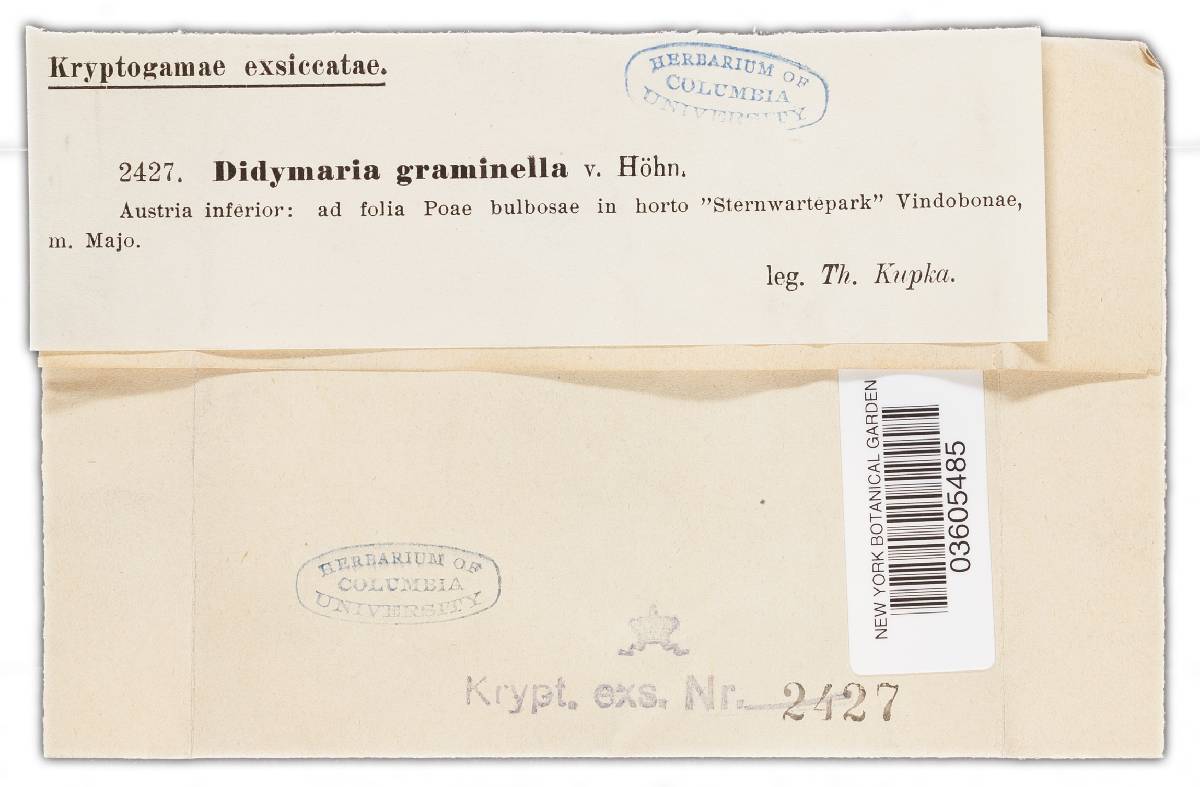 Kryptogamae exsiccatae.
HERBARIUM OF
COLUMBIA
UNIVERSITY
2427. Didymaria graminella v. Höhn.
Austria inferior: ad folia Poae bulbosae in horto "Sternwartepark" Vindobonae,
m. Majo.
leg. Th. Kupka.
NEW YORK BOTANICAL GARDEN
03605485
HERBARIUM OF
COLUMBIA
UNIVERSITY
Krypt. exs. Nr. 2427